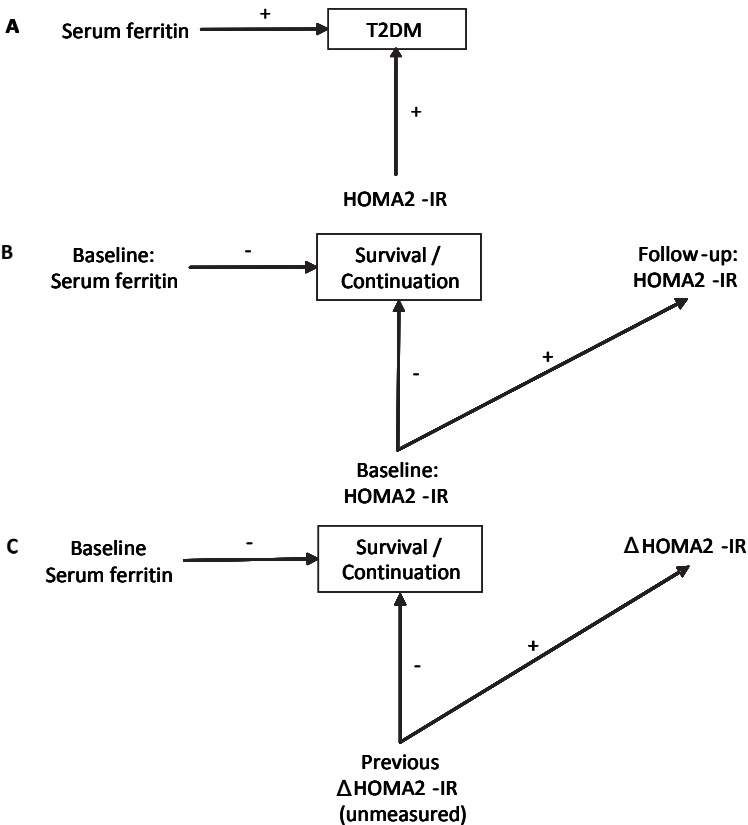 A
Serum ferritin
+
T2DM
+
HOMA2 -IR
B
Baseline:
Serum ferritin
-
Survival /
Continuation
Follow-up:
HOMA2 -IR
-
+
Baseline:
HOMA2 -IR
C
Baseline
Serum ferritin
-
Survival /
Continuation
ΔHOMA2 -IR
-
+
Previous
ΔHOMA2 -IR
(unmeasured)